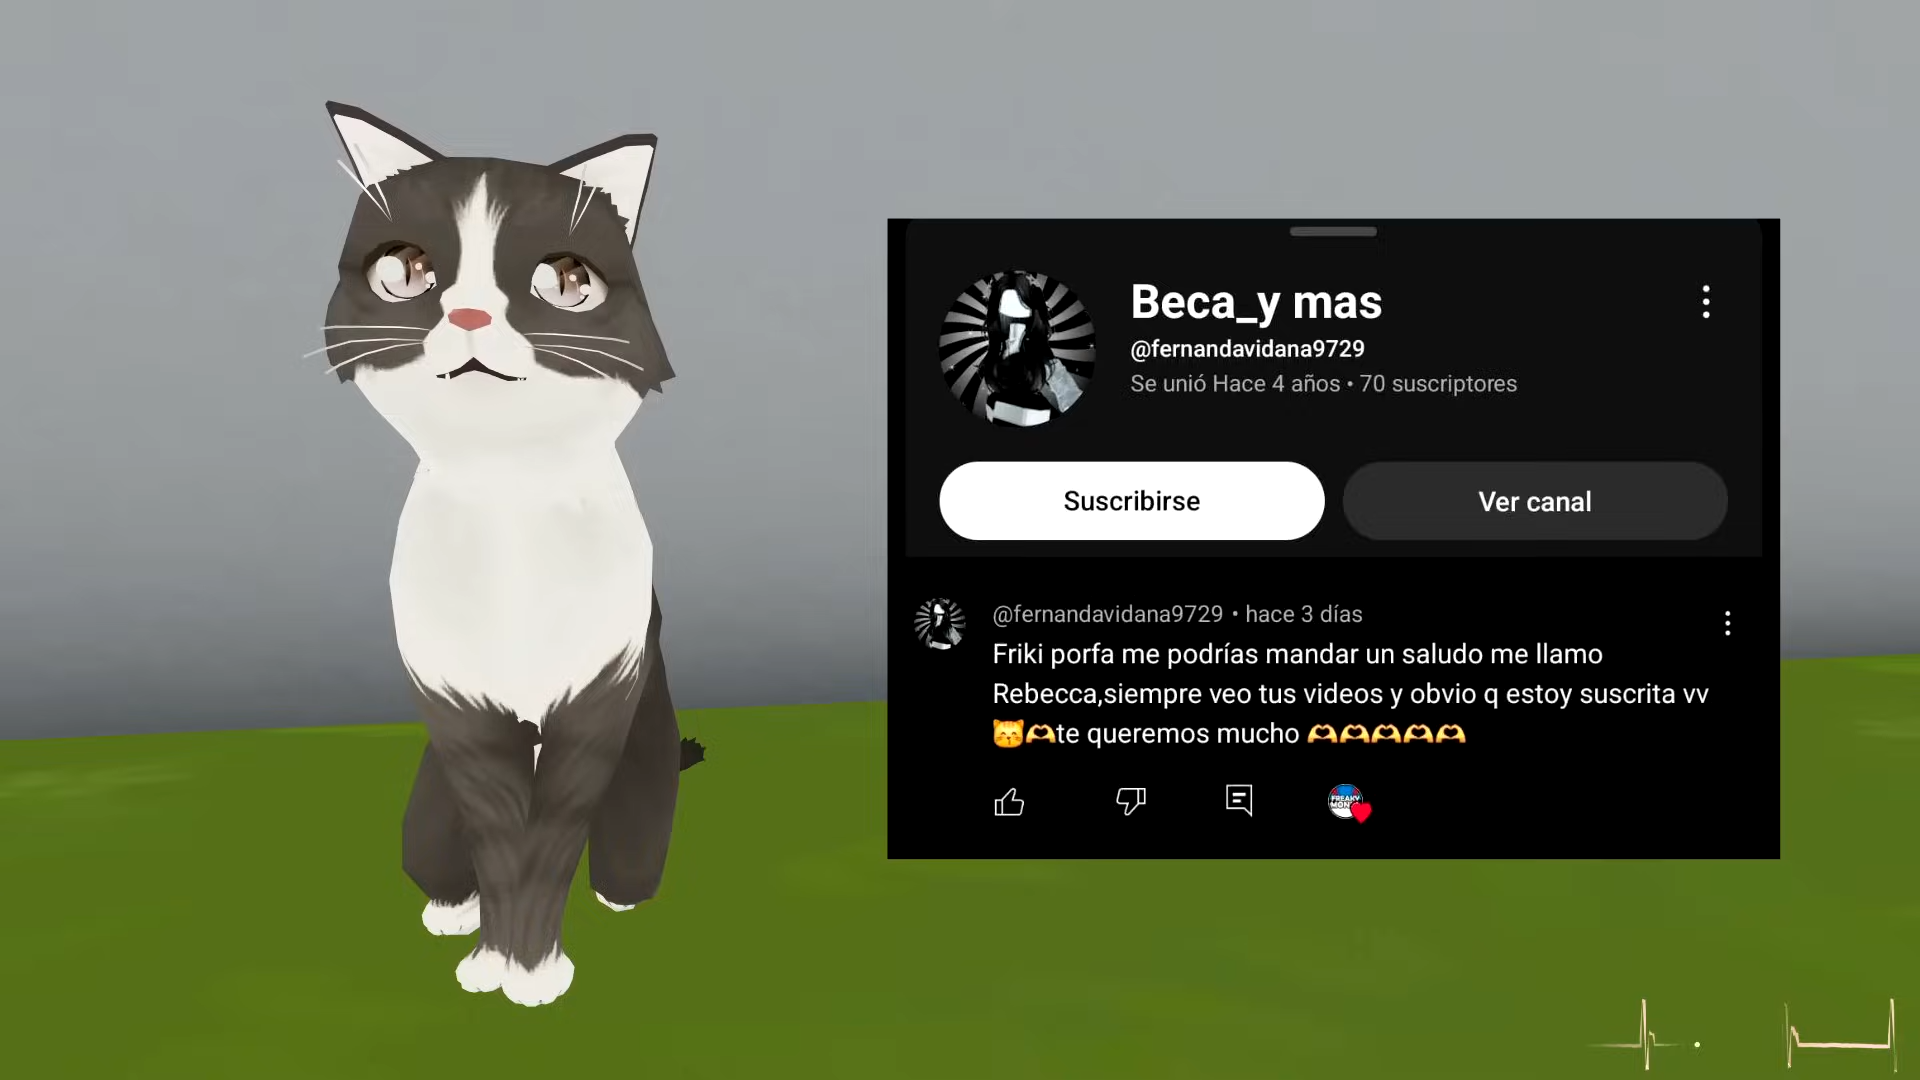 Beca_y mas
@fernandavidana9729
Se unió Hace 4 años • 70 suscriptores
Suscribirse
Ver canal
@fernandavidana9729 • hace 3 días
Friki porfa me podrías mandar un saludo me llamo
Rebecca,siempre veo tus videos y obvio q estoy suscrita vv
😽🫶te queremos mucho 🫶🫶🫶🫶🫶
FREAKY